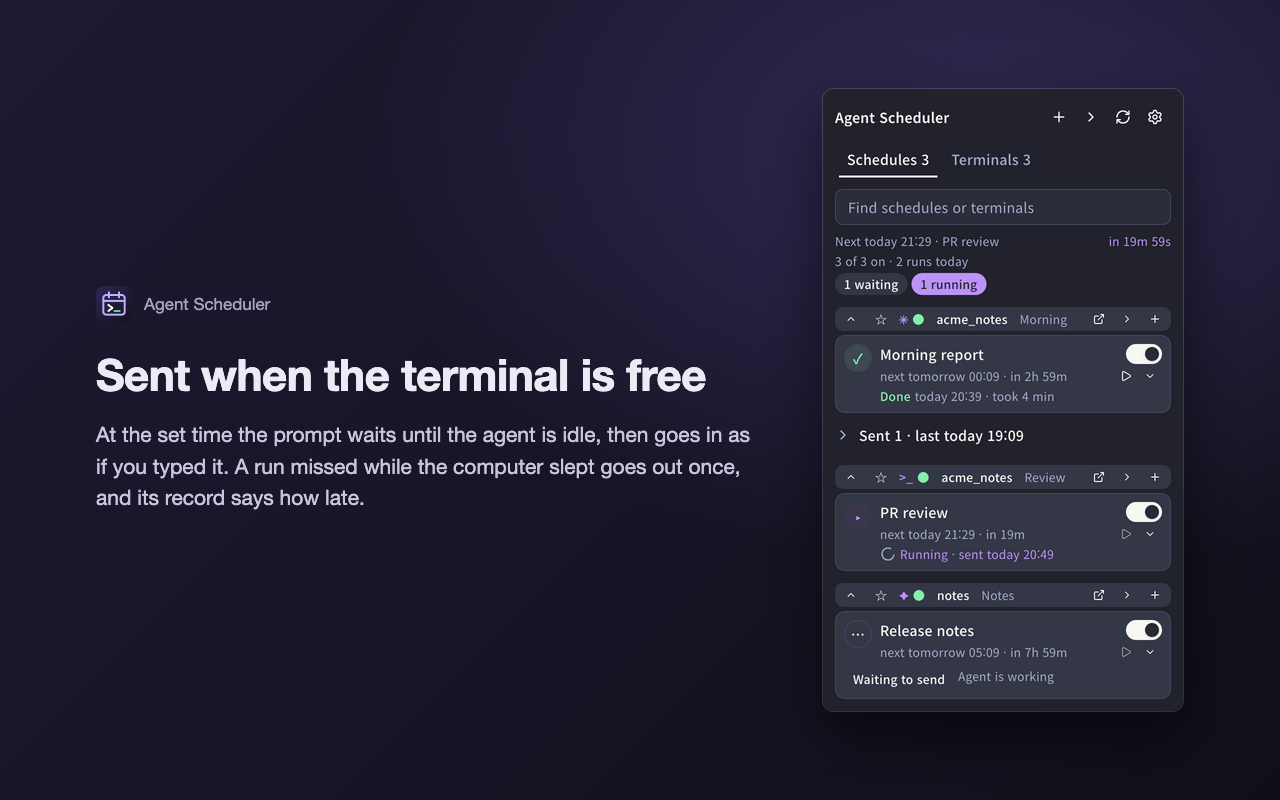 Agent Scheduler
Sent when the terminal is free
At the set time the prompt waits until the agent is idle, then goes in as
if you typed it. A run missed while the computer slept goes out once,
and its record says how late.
Agent Scheduler
Schedules 3 Terminals 3
Find schedules or terminals
Next today 21:29 · PR review in 19m 59s
3 of 3 on · 2 runs today
1 waiting 1 running
acme_notes Morning
Morning report
next tomorrow 00:09 · in 2h 59m
Done today 20:39 · took 4 min
Sent 1 · last today 19:09
>_ acme_notes Review
PR review
next today 21:29 · in 19m
Running · sent today 20:49
notes Notes
Release notes
next tomorrow 05:09 · in 7h 59m
Waiting to send Agent is working